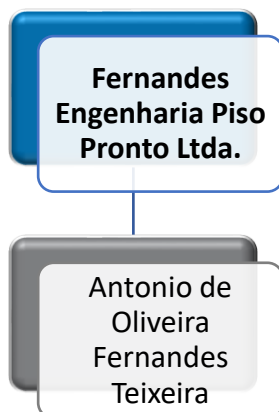 Fernandes
Engenharia Piso
Pronto Ltda.
Antonio de
Oliveira
Fernandes
Teixeira